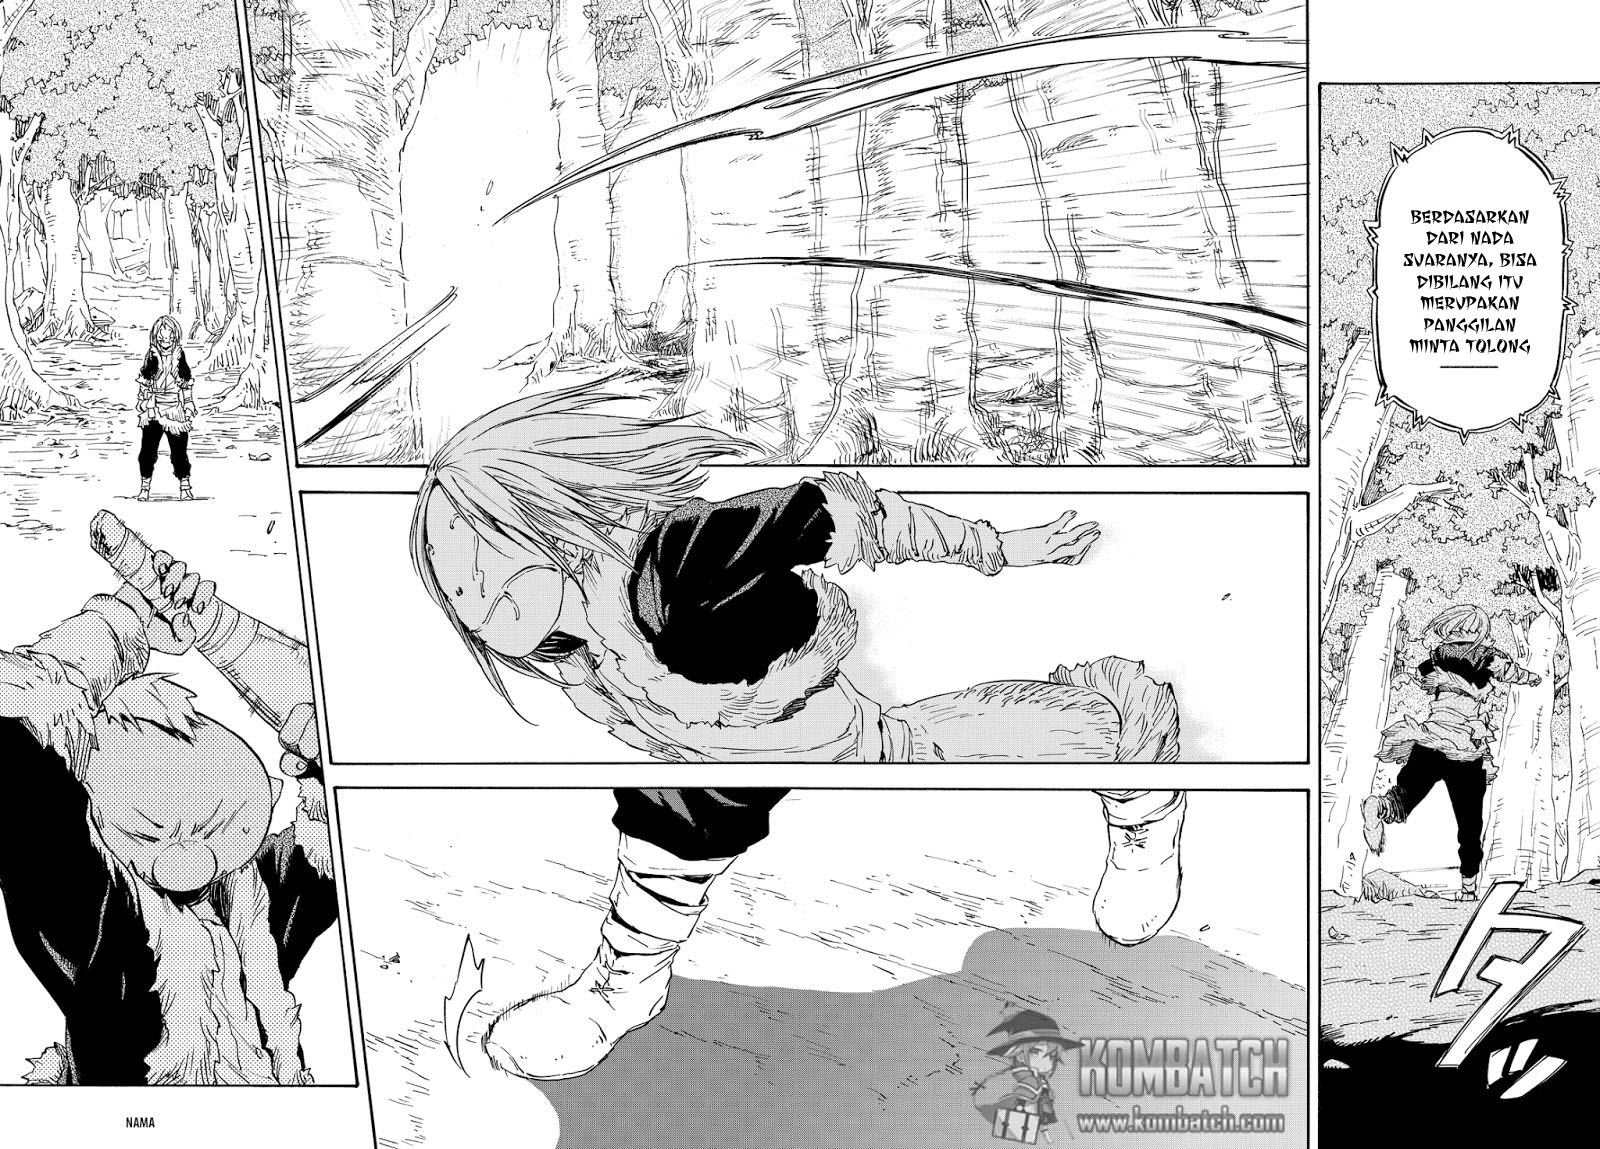 BERDASARKAN
DARI NADA
SUARANYA, BISA
DIBILANG ITU
MERUPAKAN
PANGGILAN
MINTA TOLONG
タッ
KOMBATCH
www.kombatch.com
NAMA